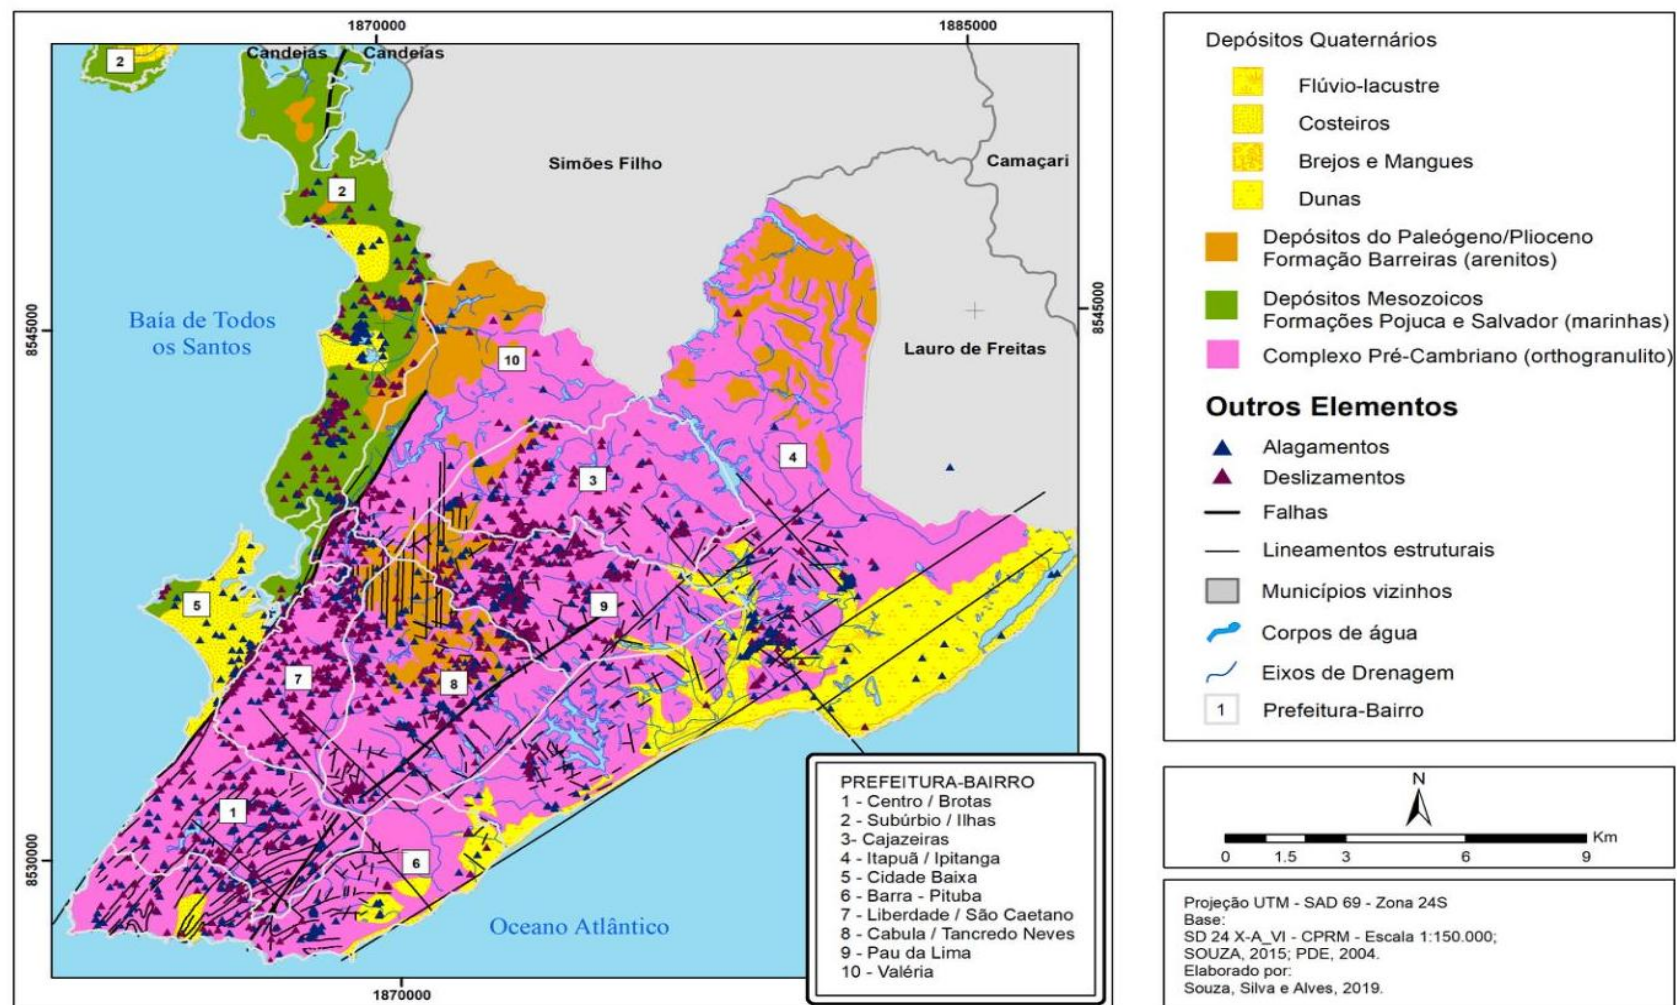 1870000
1885000
2
Candeias
Candeias
Simões Filho
Camaçari
2
Baía de Todos
os Santos
8545000
8545000
Lauro de Freitas
10
3
4
5
9
7
8
1
6
8530000
Oceano Atlântico
1870000
PREFEITURA-BAIRRO
1 - Centro / Brotas
2 - Subúrbio / Ilhas
3- Cajazeiras
4 - Itapuã / Ipitanga
5 - Cidade Baixa
6 - Barra - Pituba
7 - Liberdade / São Caetano
8 - Cabula / Tancredo Neves
9 - Pau da Lima
10 - Valéria
Depósitos Quaternários
Flúvio-lacustre
Costeiros
Brejos e Mangues
Dunas
Depósitos do Paleógeno/Plioceno
Formação Barreiras (arenitos)
Depósitos Mesozoicos
Formações Pojuca e Salvador (marinhas)
Complexo Pré-Cambriano (orthogranulito)
Outros Elementos
Alagamentos
Deslizamentos
Falhas
Lineamentos estruturais
Municípios vizinhos
Corpos de água
Eixos de Drenagem
1 Prefeitura-Bairro
N
Km
0 1.5 3 6 9
Projeção UTM - SAD 69 - Zona 24S
Base:
SD 24 X-A_VI - CPRM - Escala 1:150.000;
SOUZA, 2015; PDE, 2004.
Elaborado por:
Souza, Silva e Alves, 2019.